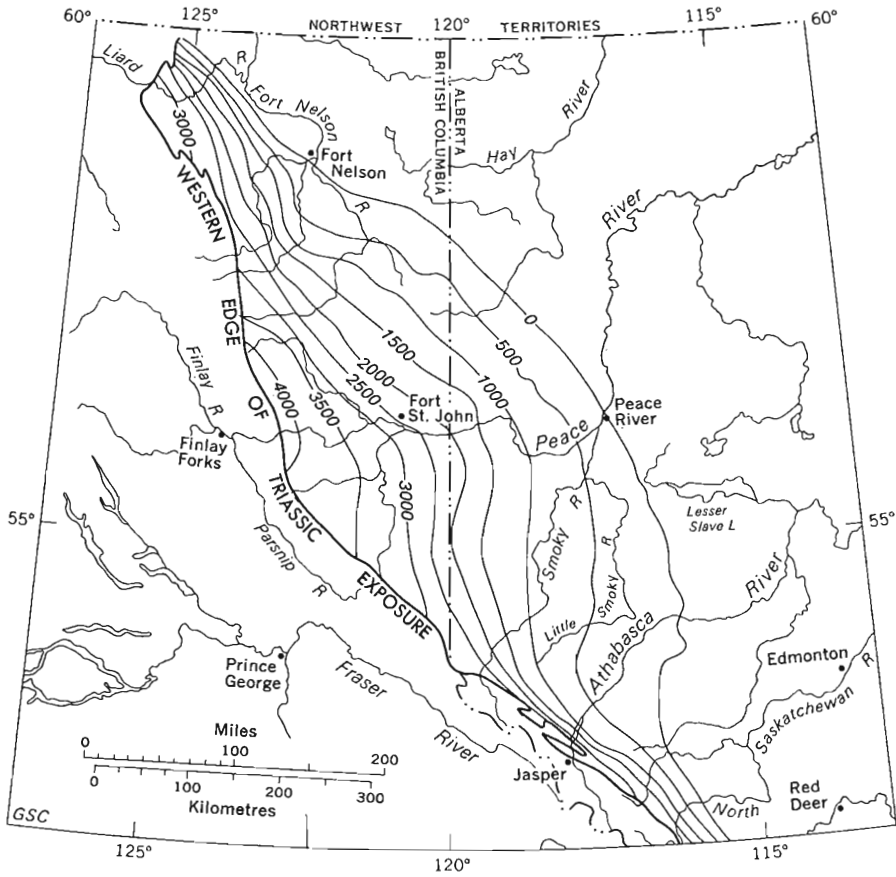 60° 125° NORTHWEST 120° TERRITORIES 115° 60°
Liard
R
Fort Nelson
BRITISH COLUMBIA
ALBERTA
River
3000
Fort
Nelson
Hay
R
River
WESTERN
EDGE
OF
TRIASSIC
EXPOSURE
0
500
1500
1000
2000
2500
Finlay R
4000
3500
Fort
St. John
Peace
River
Peace
Finlay
Forks
3000
55°
Parsnip R
Smoky R
Lesser
Slave L
55°
Little Smoky R
Athabasca River
Prince
George
Fraser
River
Edmonton
Saskatchewan R
Miles
0 100 200
0 100 200 300
Kilometres
Jasper
North
Red
Deer
GSC
125° 120° 115°